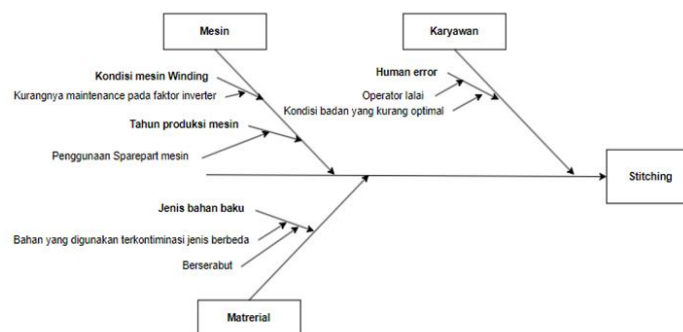 Mesin
Karyawan
Kondisi mesin Winding
Kurangnya maintenance pada faktor inverter
Tahun produksi mesin
Penggunaan Sparepart mesin
Human error
Operator lalai
Kondisi badan yang kurang optimal
Stitching
Jenis bahan baku
Bahan yang digunakan terkontiminasi jenis berbeda
Berserabut
Matrerial